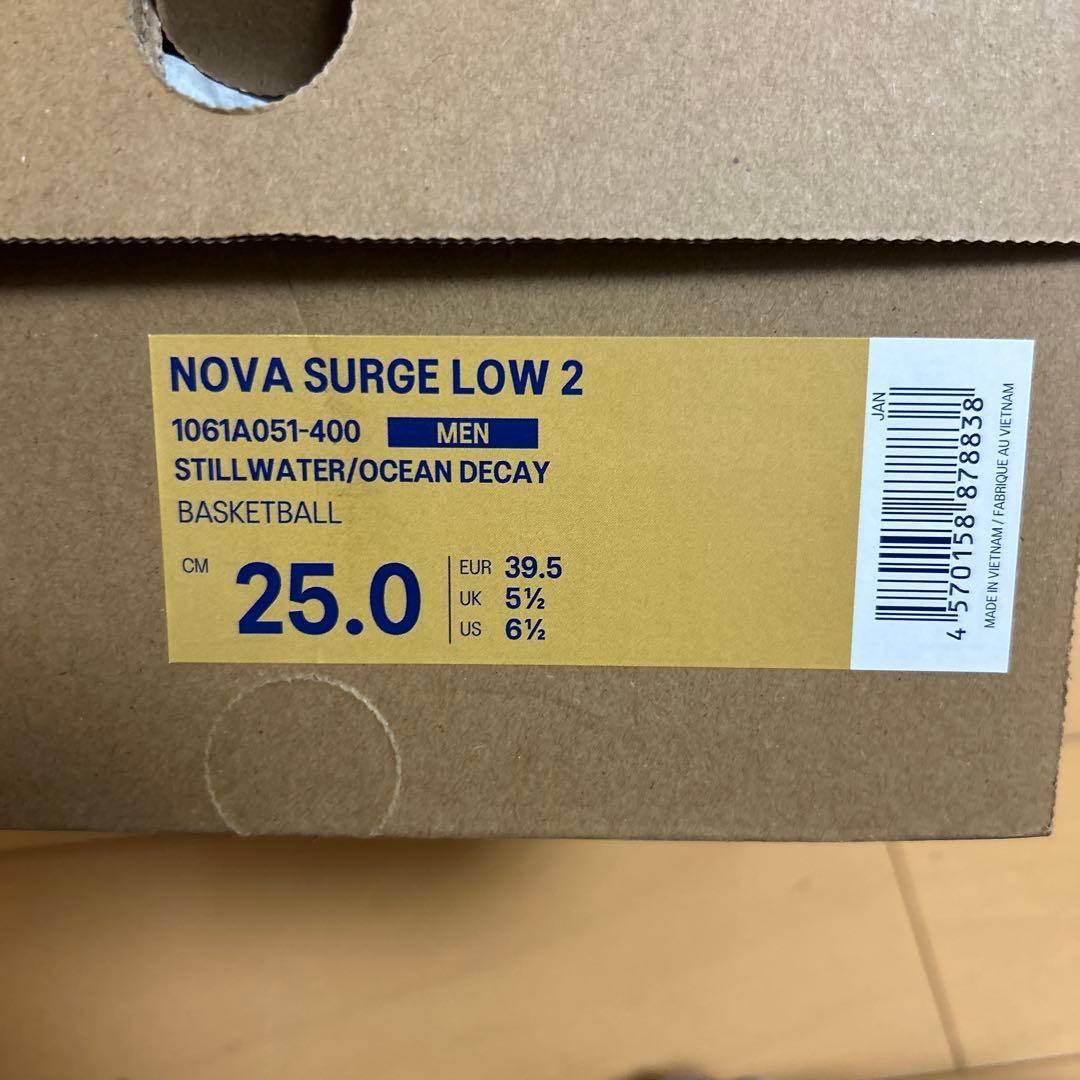 NOVA SURGE LOW 2
1061A051-400 MEN
STILLWATER/OCEAN DECAY
BASKETBALL
CM 25.0
EUR 39.5
UK 5½
US 6½
JAN
4 570158 878838
MADE IN VIETNAM / FABRIQUE AU VIETNAM